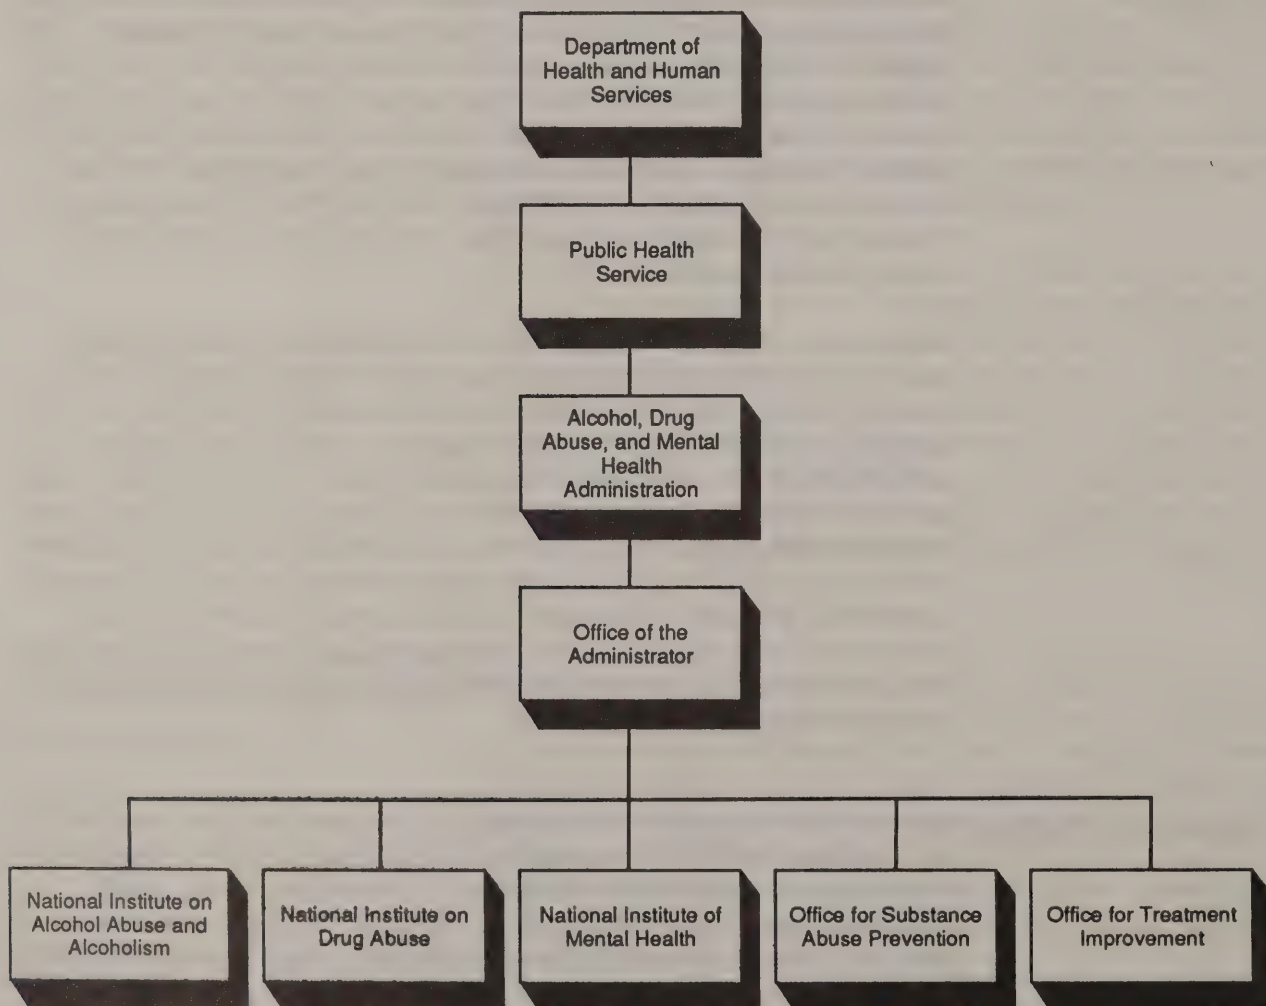 Department of
Health and Human
Services
Public Health
Service
Alcohol, Drug
Abuse, and Mental
Health
Administration
Office of the
Administrator
National Institute on
Alcohol Abuse and
Alcoholism
National Institute on
Drug Abuse
National Institute of
Mental Health
Office for Substance
Abuse Prevention
Office for Treatment
Improvement